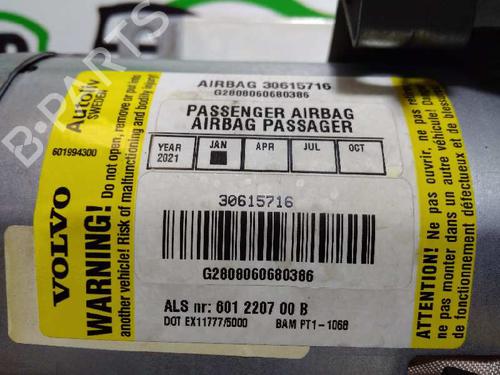 AIRBAG 30615716
G2808060680386
PASSENGER AIRBAG
AIRBAG PASSAGER
YEAR 2021 JAN APR JUL OCT
30615716
G2808060680386
ALS nr: 601 2207 00 B
DOT EX11777/5000 BAM PT1-1068
Autoliv
SWEDEN
601994300
VOLVO
WARNING! Do not open, remove or put into
another vehicle! Risk of malfunctioning and bodily injury!
ATTENTION! Ne pas ouvrir, ne pas
ne pas monter dans un autre véhicule! Danger
de fonctionnement défectueux et de bles
B-PARTS